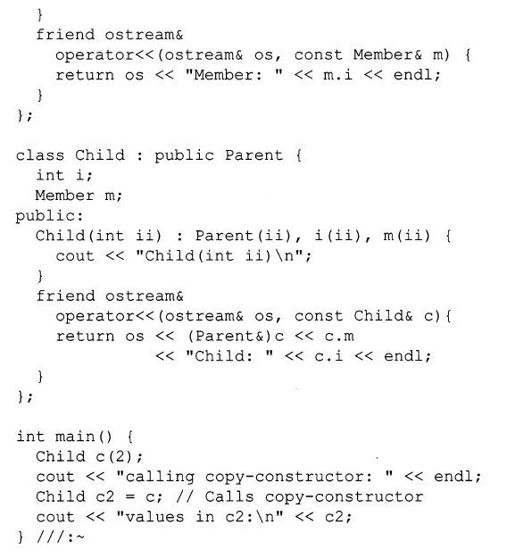 }
  friend ostream&
    operator<<(ostream& os, const Member& m) {
    return os << "Member: " << m.i << endl;
  }
};

class Child : public Parent {
  int i;
  Member m;
public:
  Child(int ii) : Parent(ii), i(ii), m(ii) {
    cout << "Child(int ii)\n";
  }
  friend ostream&
    operator<<(ostream& os, const Child& c){
    return os << (Parent&)c << c.m
              << "Child: " << c.i << endl;
  }
};

int main() {
  Child c(2);
  cout << "calling copy-constructor: " << endl;
  Child c2 = c; // Calls copy-constructor
  cout << "values in c2:\n" << c2;
} ///:~